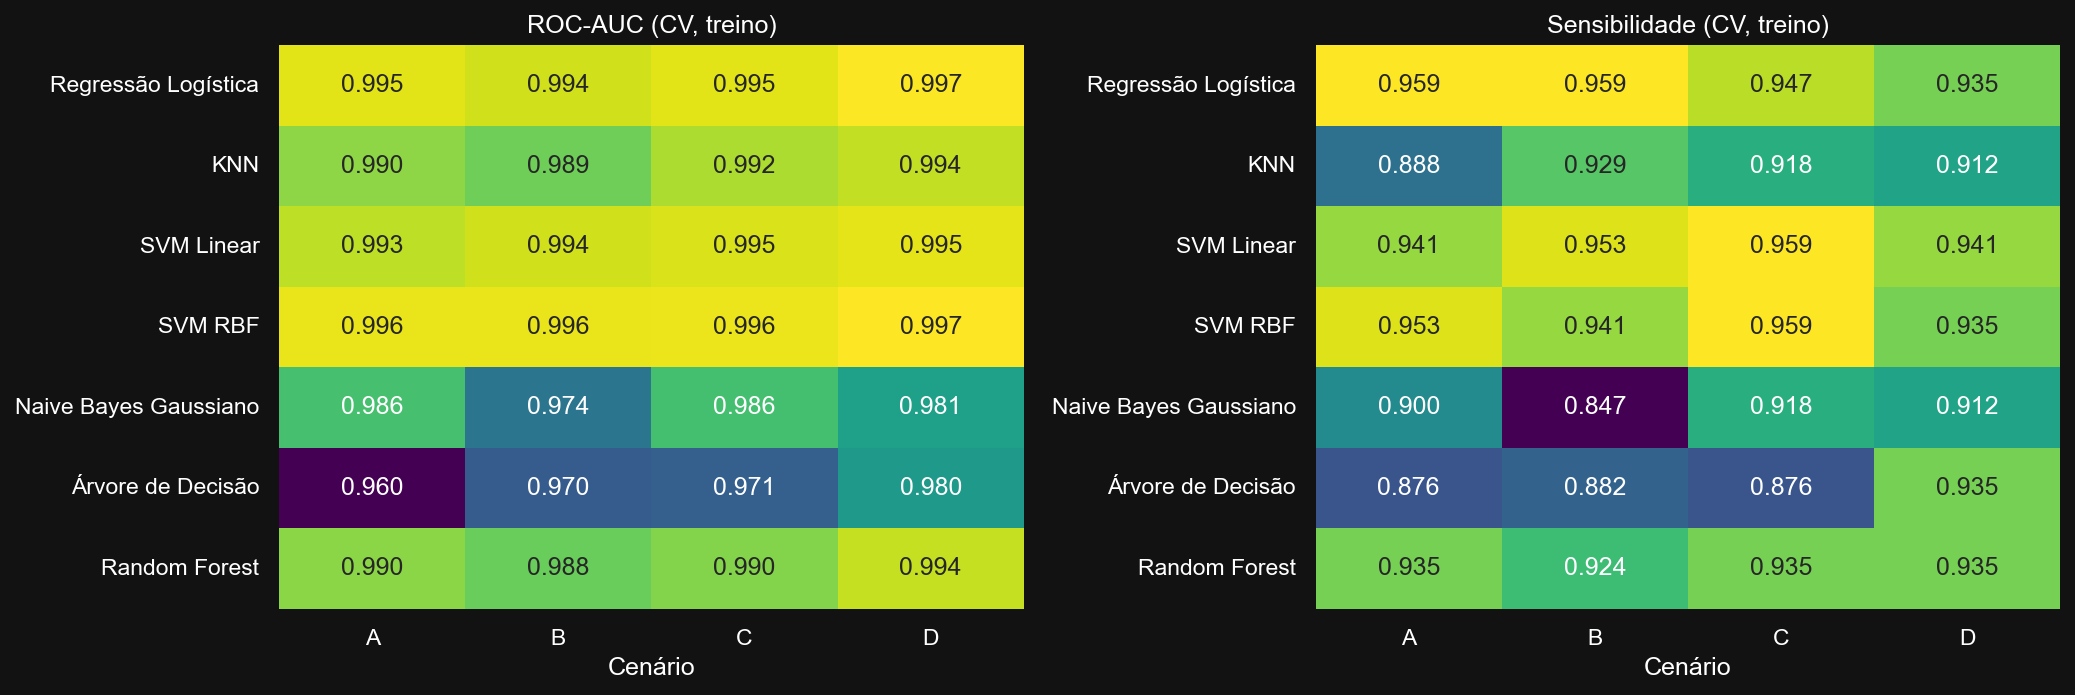 ROC-AUC (CV, treino)
Regressão Logística 0.995 0.994 0.995 0.997
KNN 0.990 0.989 0.992 0.994
SVM Linear 0.993 0.994 0.995 0.995
SVM RBF 0.996 0.996 0.996 0.997
Naive Bayes Gaussiano 0.986 0.974 0.986 0.981
Árvore de Decisão 0.960 0.970 0.971 0.980
Random Forest 0.990 0.988 0.990 0.994
A B C D
Cenário
Sensibilidade (CV, treino)
Regressão Logística 0.959 0.959 0.947 0.935
KNN 0.888 0.929 0.918 0.912
SVM Linear 0.941 0.953 0.959 0.941
SVM RBF 0.953 0.941 0.959 0.935
Naive Bayes Gaussiano 0.900 0.847 0.918 0.912
Árvore de Decisão 0.876 0.882 0.876 0.935
Random Forest 0.935 0.924 0.935 0.935
A B C D
Cenário